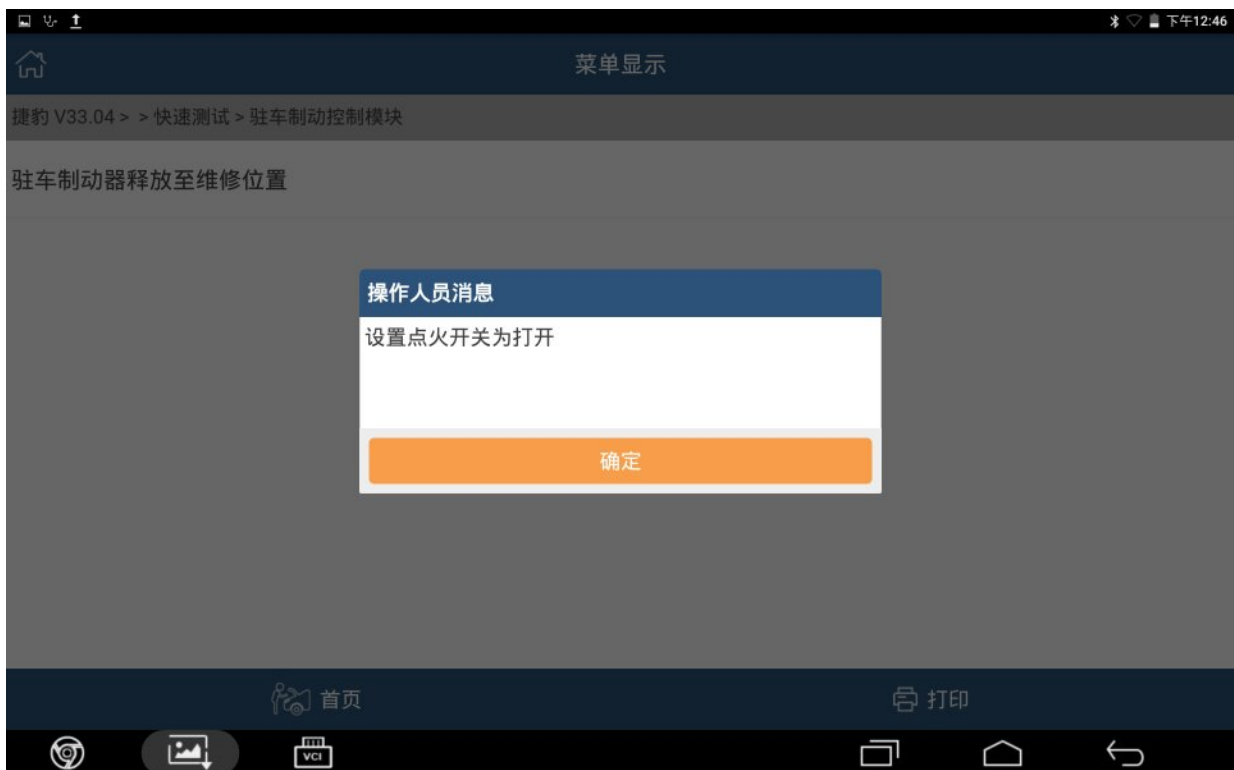 下午12:46
菜单显示
捷豹 V33.04 > > 快速测试 > 驻车制动控制模块
驻车制动器释放至维修位置
操作人员消息
设置点火开关为打开
确定
首页
打印
VCI